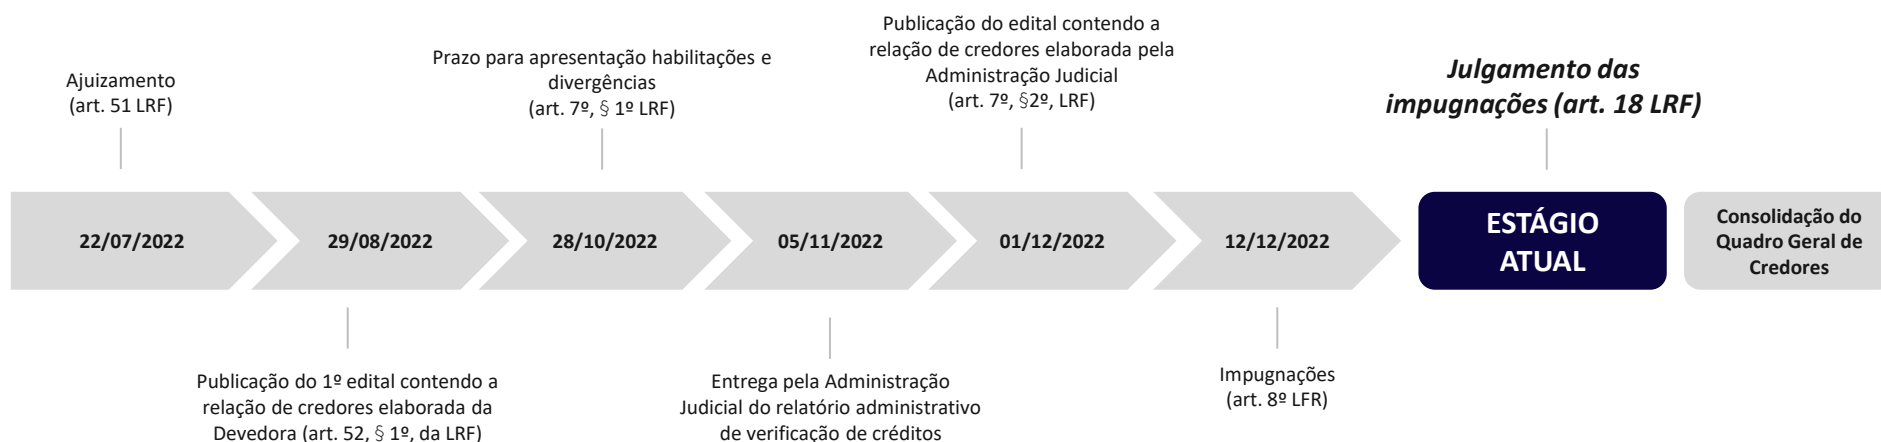 Ajuizamento
(art. 51 LRF)
Prazo para apresentação habilitações e
divergências
(art. 7º, § 1º LRF)
Publicação do edital contendo a
relação de credores elaborada pela
Administração Judicial
(art. 7º, §2º, LRF)
Julgamento das
impugnações (art. 18 LRF)
22/07/2022
29/08/2022
28/10/2022
05/11/2022
01/12/2022
12/12/2022
ESTÁGIO
ATUAL
Consolidação do
Quadro Geral de
Credores
Publicação do 1º edital contendo a
relação de credores elaborada da
Devedora (art. 52, § 1º, da LRF)
Entrega pela Administração
Judicial do relatório administrativo
de verificação de créditos
Impugnações
(art. 8º LFR)